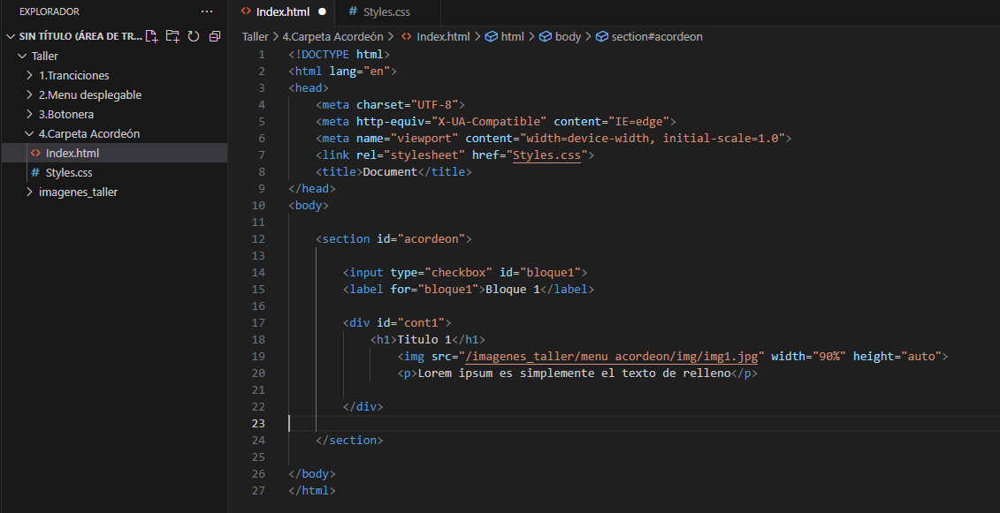 EXPLORADOR ···
SIN TÍTULO (ÁREA DE TR...
Taller
1.Tranciciones
2.Menu desplegable
3.Botonera
4.Carpeta Acordeón
<> Index.html
# Styles.css
imagenes_taller
<> Index.html ●
# Styles.css
Taller > 4.Carpeta Acordeón > <> Index.html > html > body > section#acordeon
1 <!DOCTYPE html>
2 <html lang="en">
3 <head>
4     <meta charset="UTF-8">
5     <meta http-equiv="X-UA-Compatible" content="IE=edge">
6     <meta name="viewport" content="width=device-width, initial-scale=1.0">
7     <link rel="stylesheet" href="Styles.css">
8     <title>Document</title>
9 </head>
10 <body>
11
12     <section id="acordeon">
13
14         <input type="checkbox" id="bloque1">
15         <label for="bloque1">Bloque 1</label>
16
17         <div id="cont1">
18             <h1>Titulo 1</h1>
19                 <img src="/imagenes_taller/menu acordeon/img/img1.jpg" width="90%" height="auto">
20                 <p>Lorem ipsum es simplemente el texto de relleno</p>
21
22         </div>
23
24     </section>
25
26 </body>
27 </html>